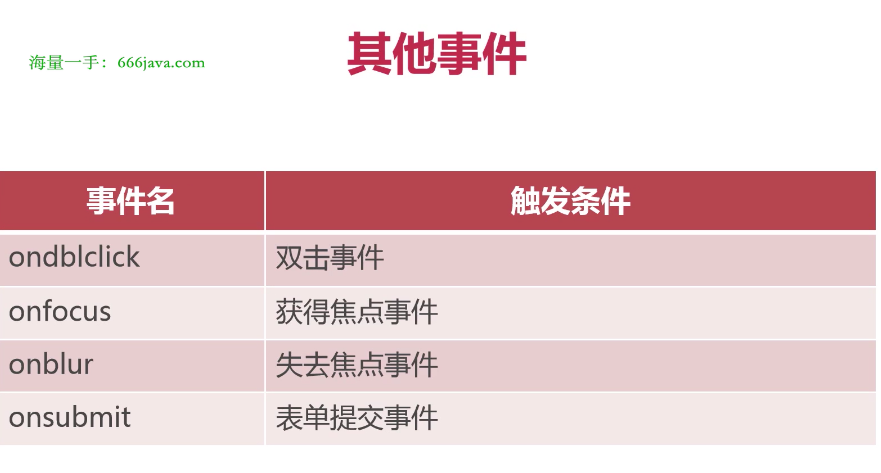 其他事件
海量一手：666java.com
事件名 触发条件
ondblclick 双击事件
onfocus 获得焦点事件
onblur 失去焦点事件
onsubmit 表单提交事件